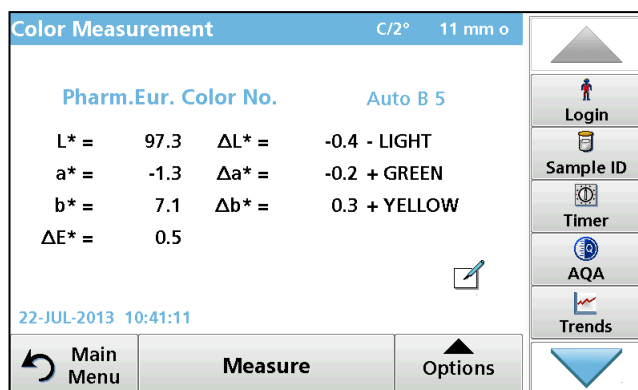 Color Measurement C/2° 11 mm o
Pharm.Eur. Color No. Auto B 5
L* = 97.3 ΔL* = -0.4 - LIGHT
a* = -1.3 Δa* = -0.2 + GREEN
b* = 7.1 Δb* = 0.3 + YELLOW
ΔE* = 0.5
22-JUL-2013 10:41:11
Main
Menu
Measure
Options
Login
Sample ID
Timer
AQA
Trends